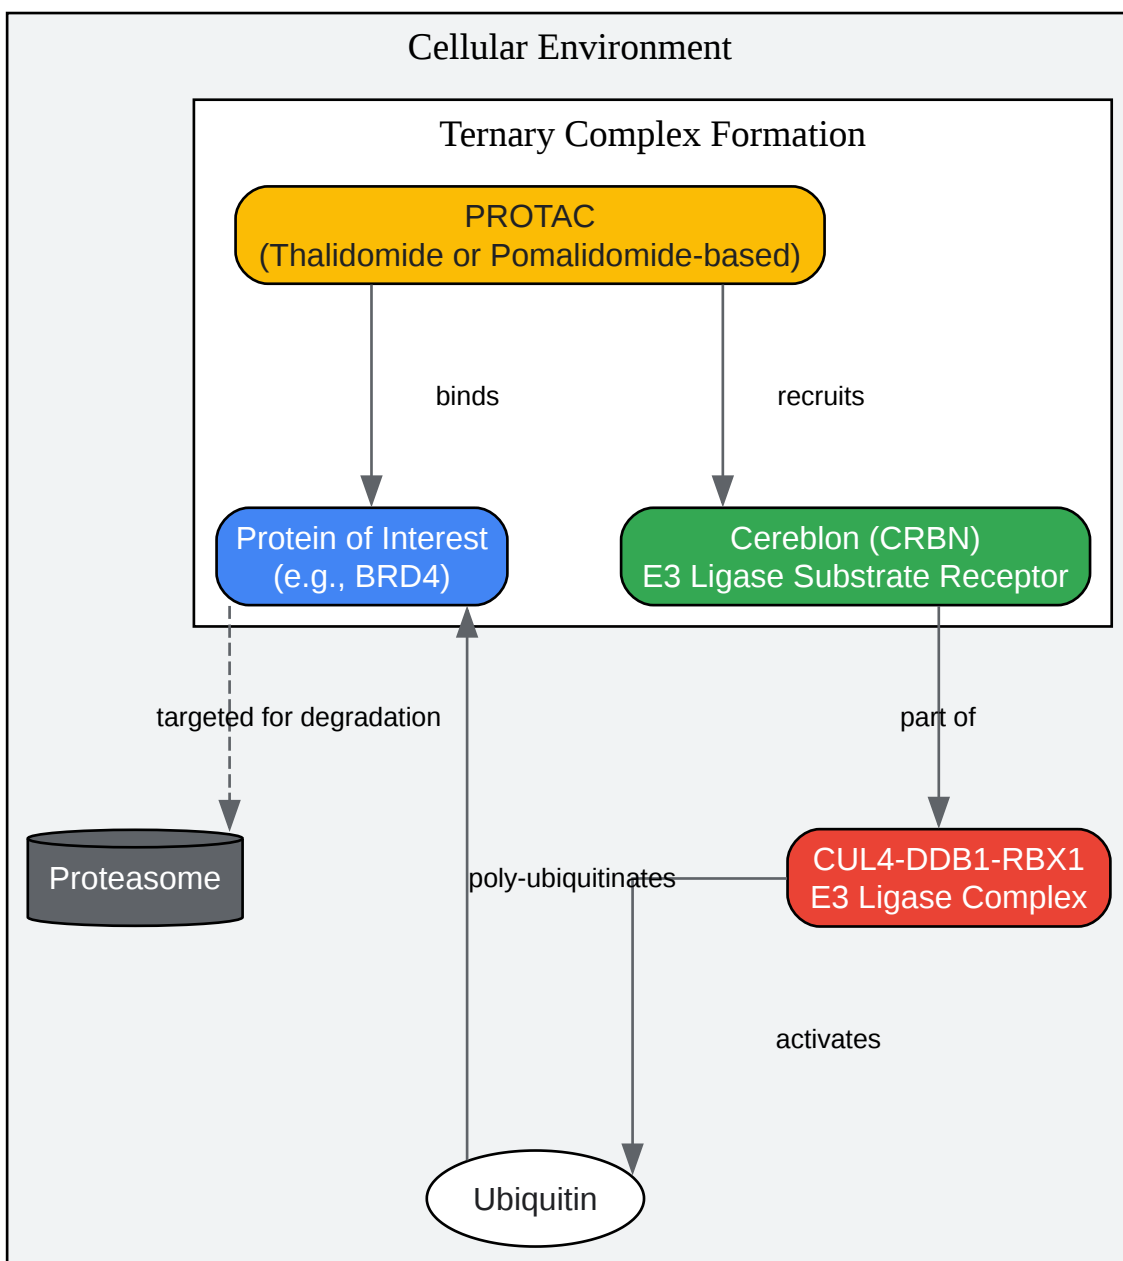 Cellular Environment
Ternary Complex Formation
PROTAC
(Thalidomide or Pomalidomide-based)
binds
recruits
Protein of Interest
(e.g., BRD4)
Cereblon (CRBN)
E3 Ligase Substrate Receptor
targeted for degradation
part of
Proteasome
poly-ubiquitinates
CUL4-DDB1-RBX1
E3 Ligase Complex
activates
Ubiquitin